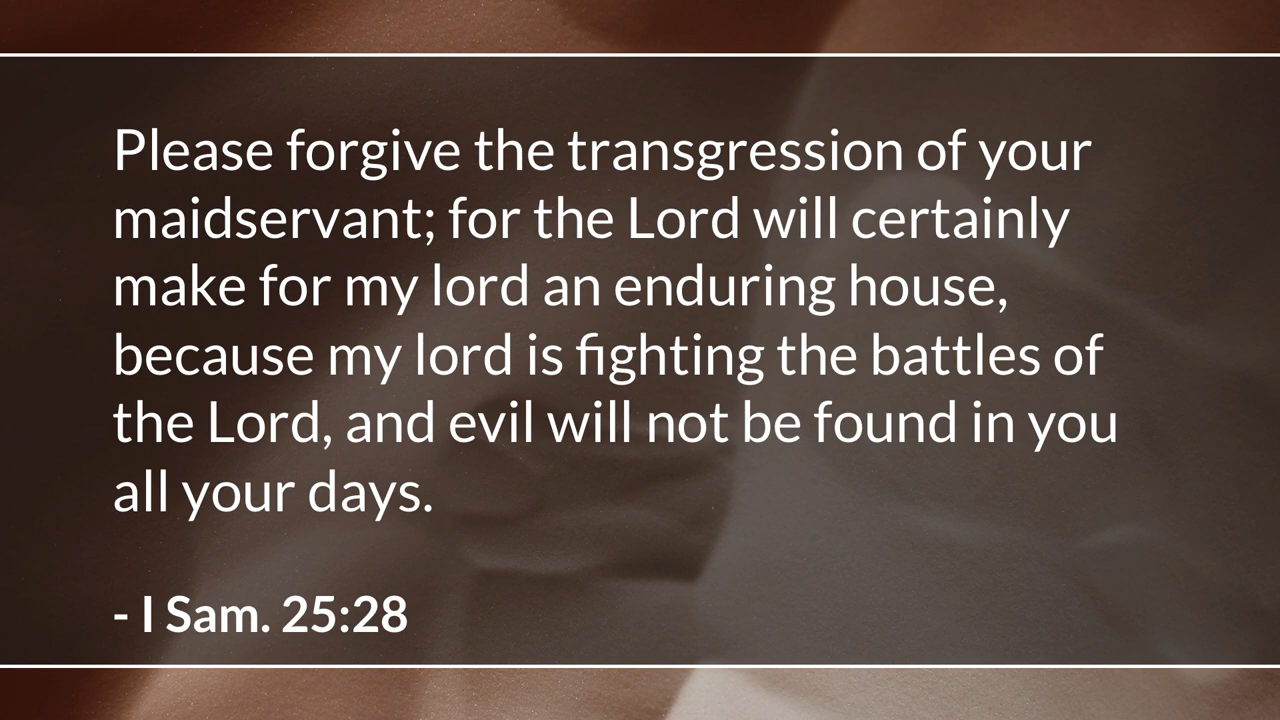 Please forgive the transgression of your
maidservant; for the Lord will certainly
make for my lord an enduring house,
because my lord is fighting the battles of
the Lord, and evil will not be found in you
all your days.
- I Sam. 25:28